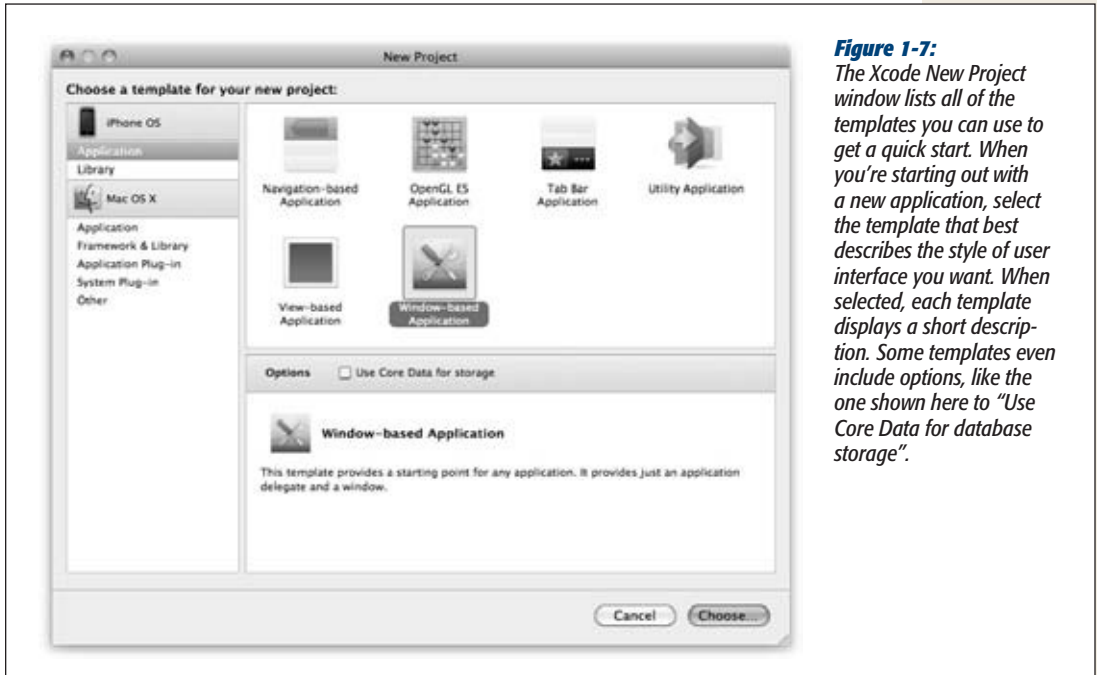 New Project
Choose a template for your new project:
iPhone OS
Application
Library
Mac OS X
Application
Framework & Library
Application Plug-in
System Plug-in
Other
Navigation-based
Application
OpenGL ES
Application
Tab Bar
Application
Utility Application
View-based
Application
Window-based
Application
Options
Use Core Data for storage
Window-based Application
This template provides a starting point for any application. It provides just an application
delegate and a window.
Cancel
Choose...
Figure 1-7:
The Xcode New Project
window lists all of the
templates you can use to
get a quick start. When
you're starting out with
a new application, select
the template that best
describes the style of user
interface you want. When
selected, each template
displays a short descrip-
tion. Some templates even
include options, like the
one shown here to “Use
Core Data for database
storage”.